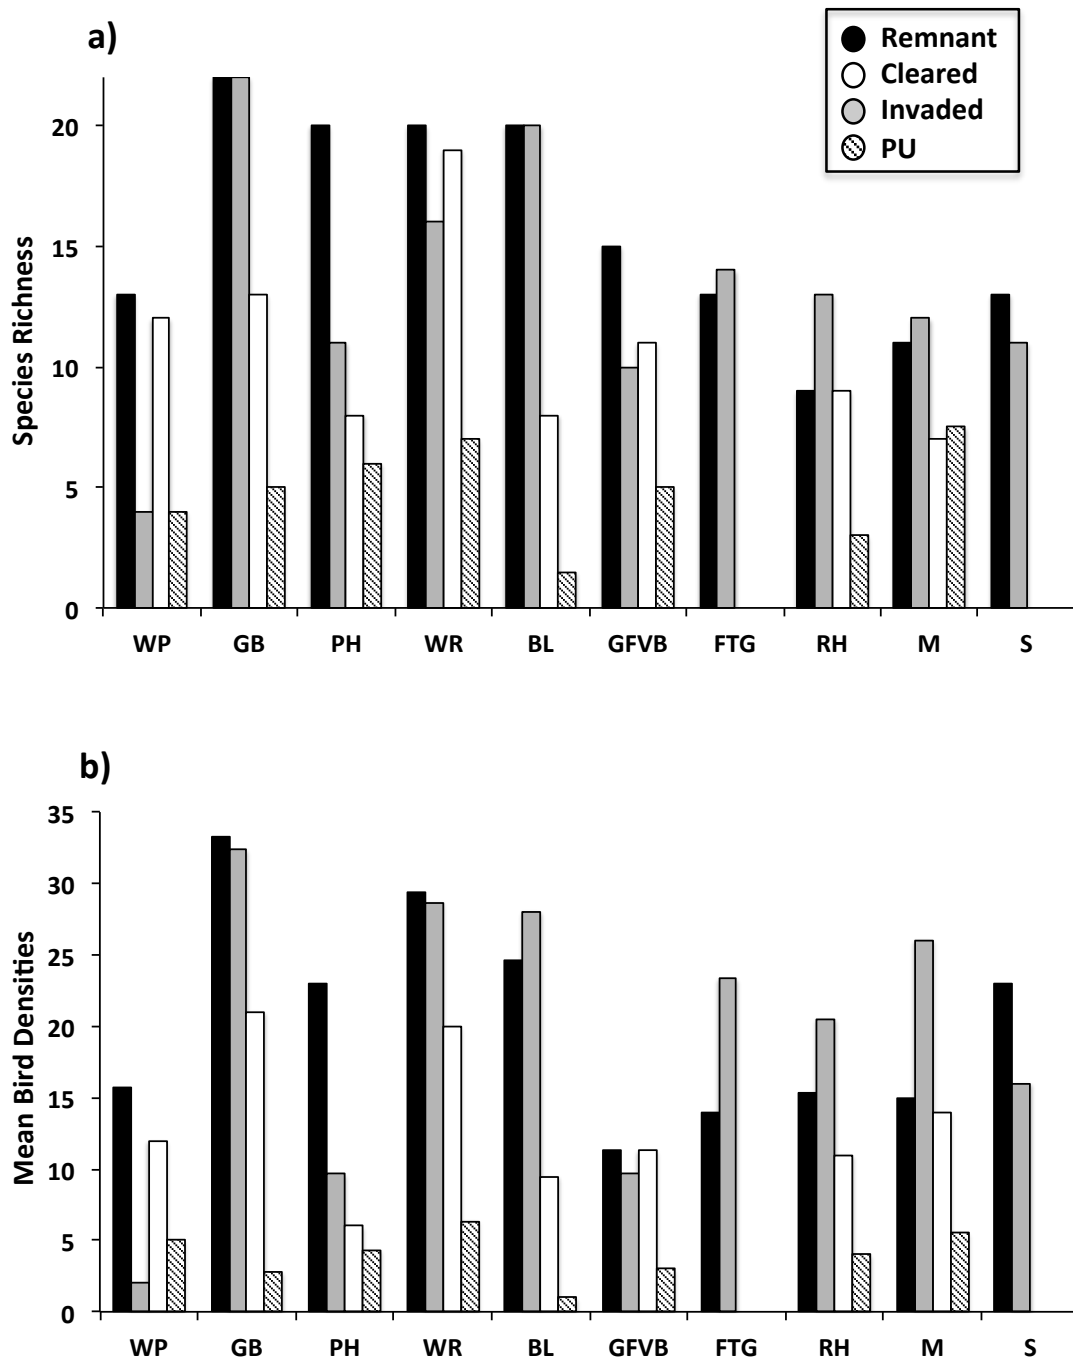 a)
Remnant
Cleared
Invaded
PU
Species Richness
20
15
10
5
0
WP GB PH WR BL GFVB FTG RH M S
b)
Mean Bird Densities
35
30
25
20
15
10
5
0
WP GB PH WR BL GFVB FTG RH M S